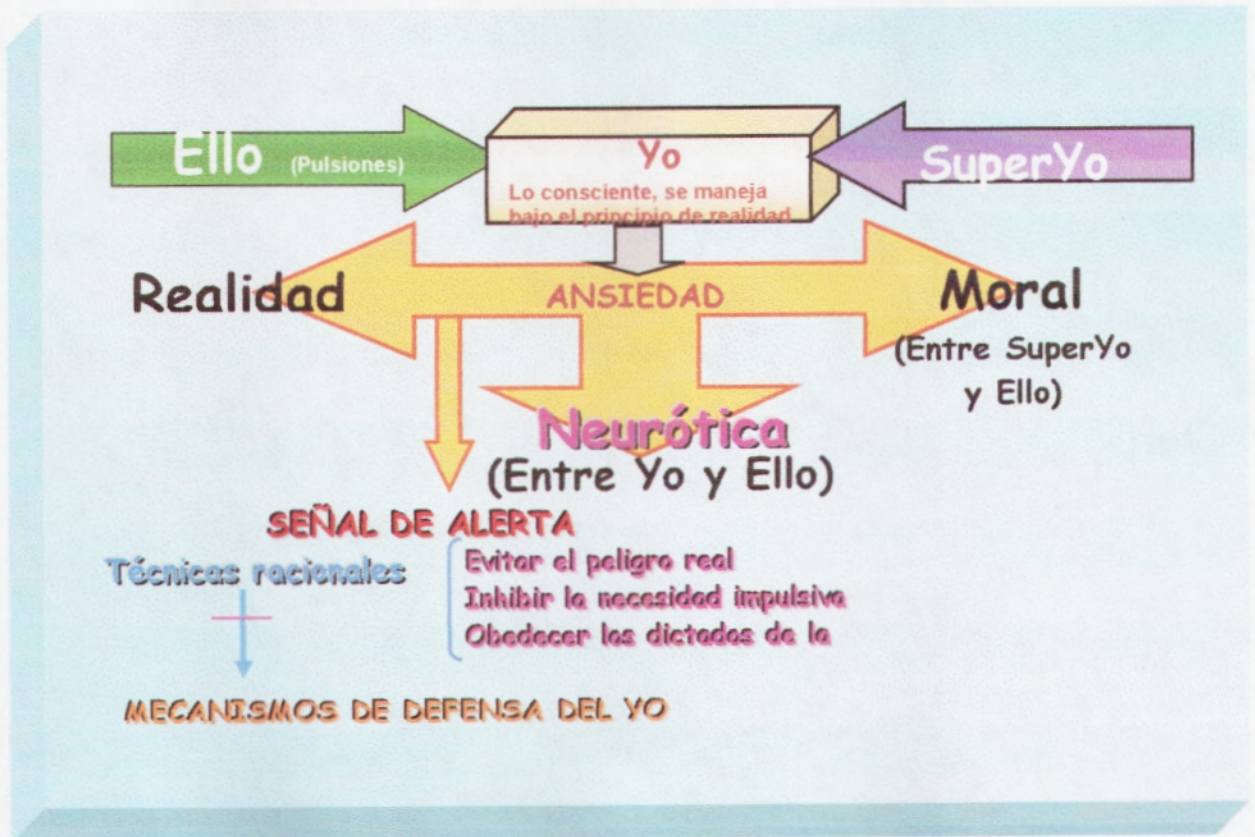 Ello (Pulsiones)
Yo
Lo consciente, se maneja
bajo el principio de realidad
SuperYo
Realidad
ANSIEDAD
Moral
(Entre SuperYo
y Ello)
Neurótica
(Entre Yo y Ello)
SEÑAL DE ALERTA
Técnicas racionales
Evitar el peligro real
Inhibir la necesidad impulsiva
Obedecer los dictados de la
MECANISMOS DE DEFENSA DEL YO